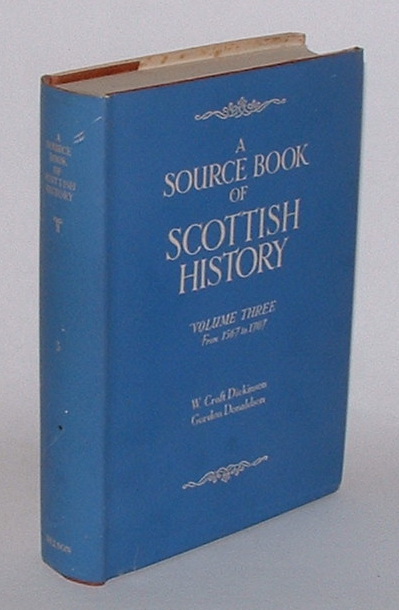 A
SOURCE BOOK
OF
SCOTTISH
HISTORY
VOLUME THREE
From 1567 to 1707
W. Croft Dickinson
Gordon Donaldson
A
SOURCE
BOOK
OF
SCOTTISH
HISTORY
3
NELSON